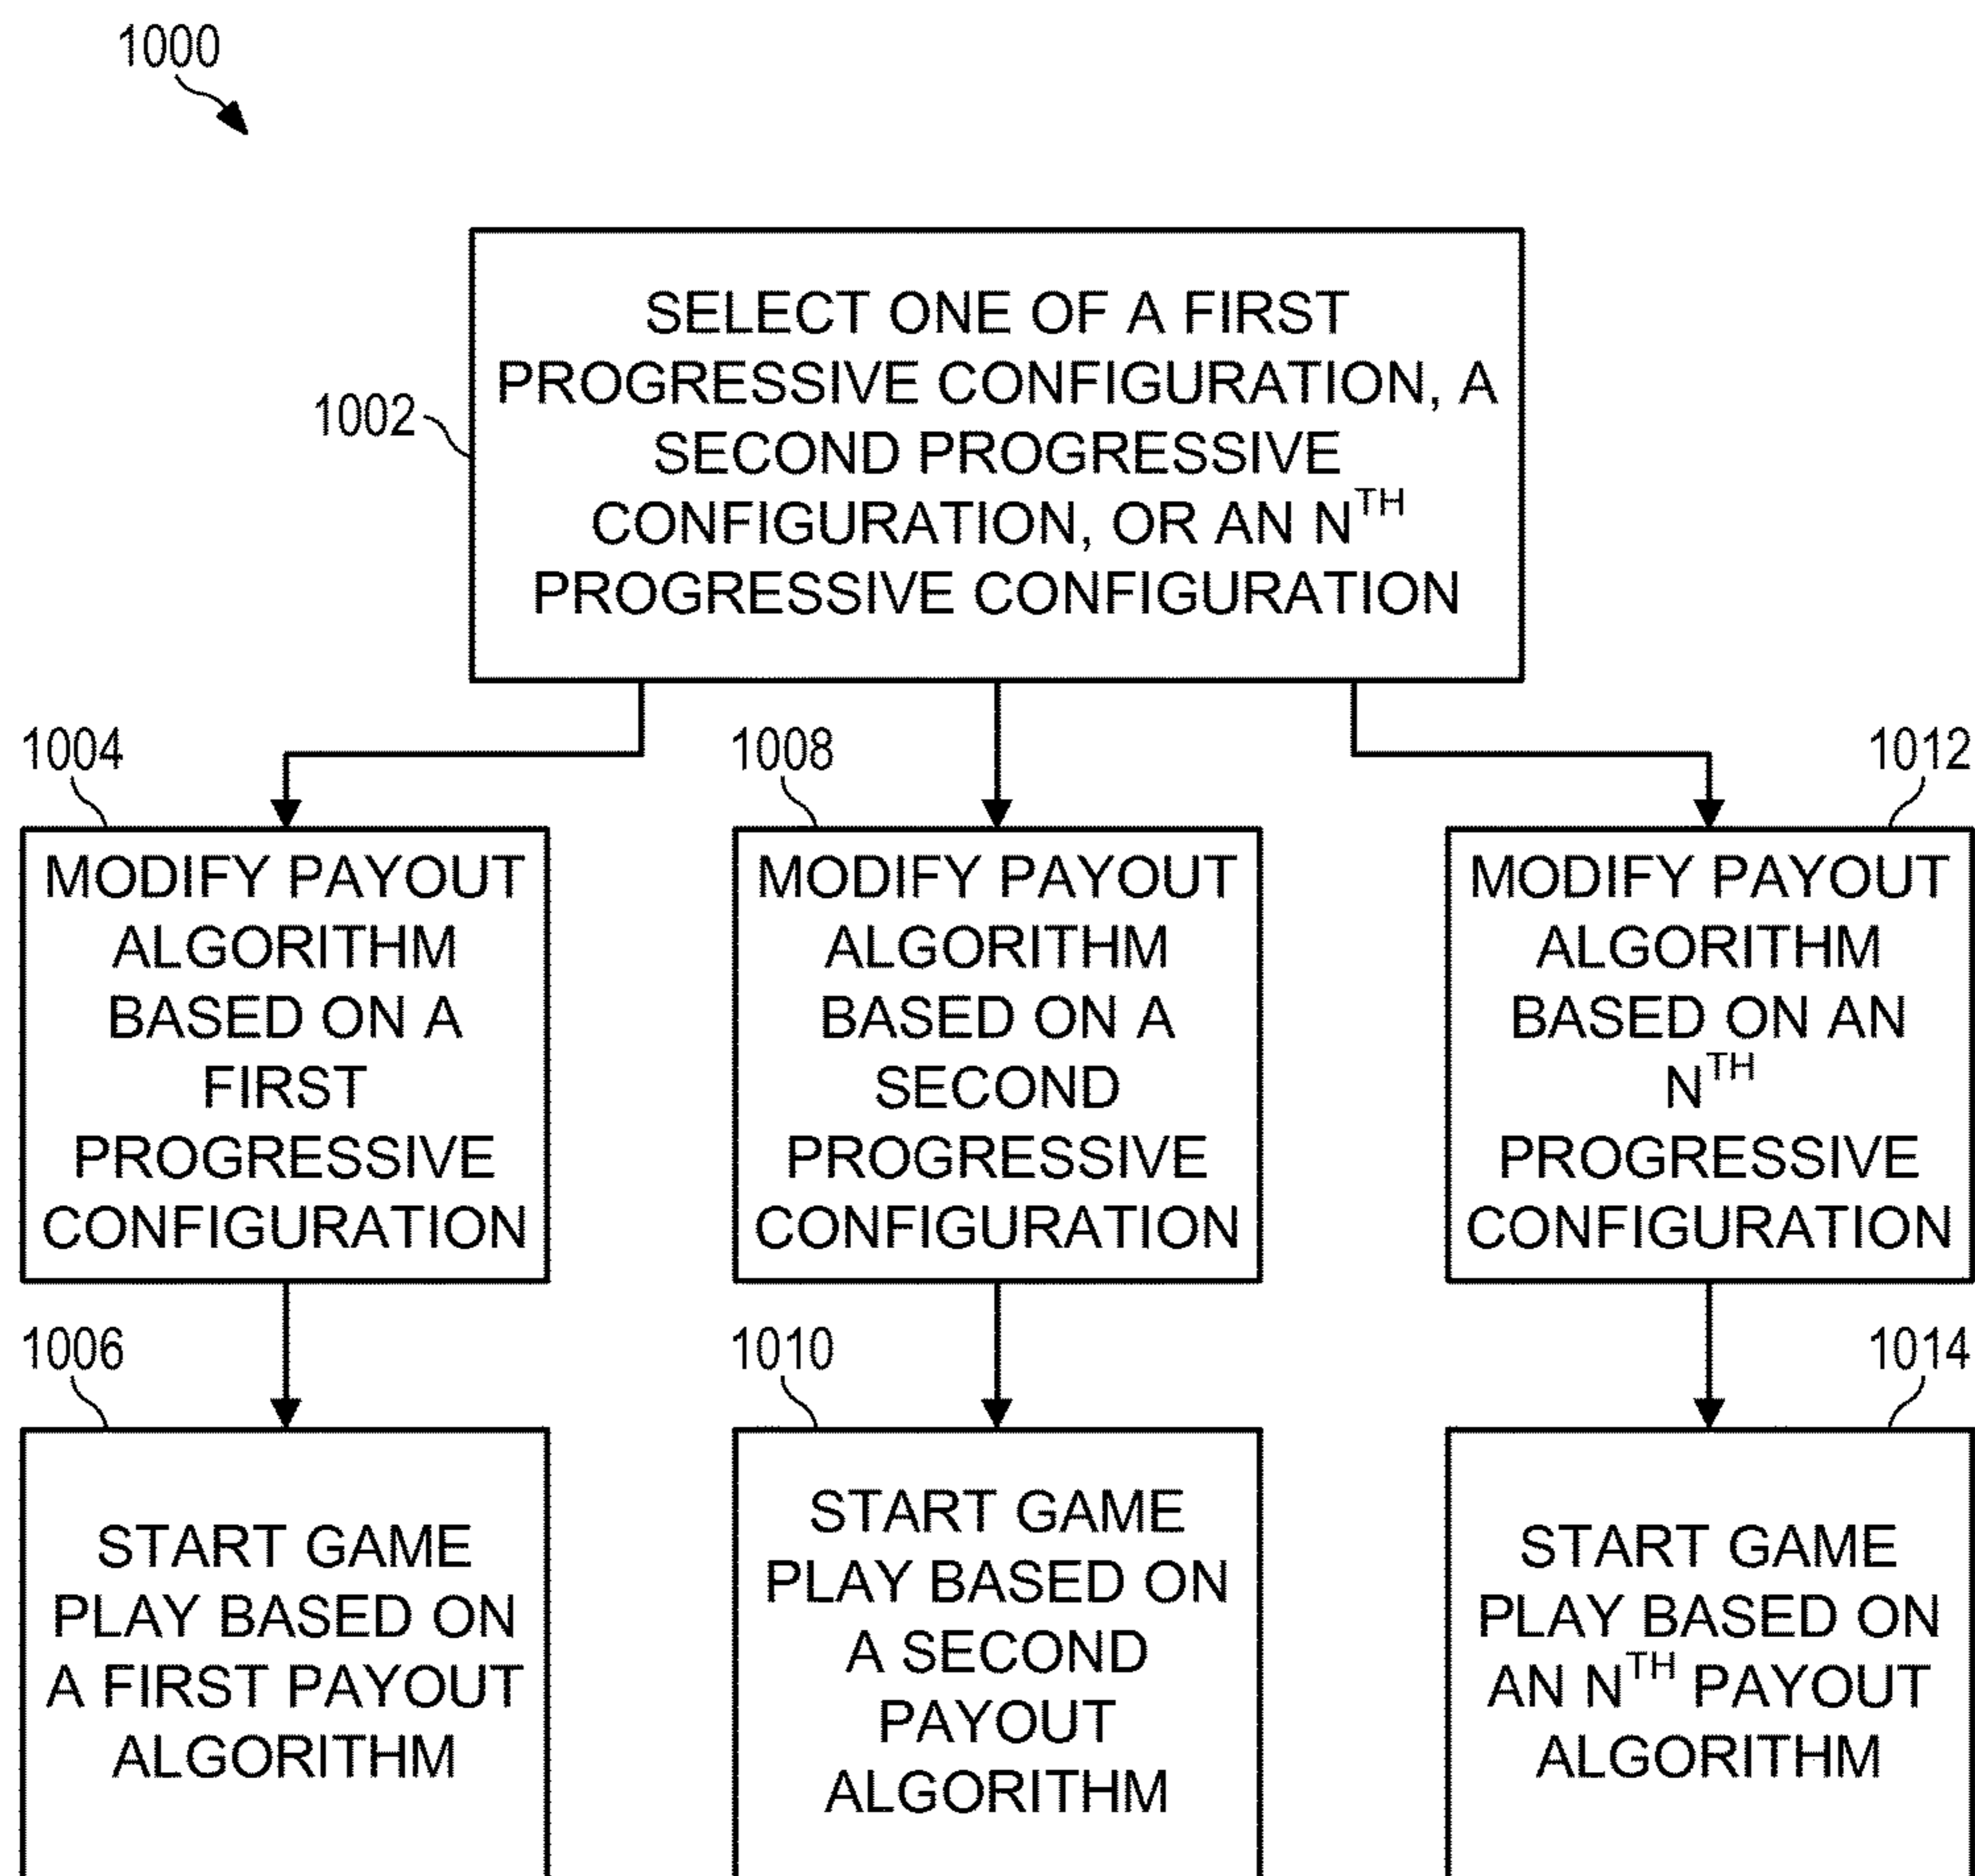 1000
1002
SELECT ONE OF A FIRST
PROGRESSIVE CONFIGURATION, A
SECOND PROGRESSIVE
CONFIGURATION, OR AN NTH
PROGRESSIVE CONFIGURATION
1004
MODIFY PAYOUT
ALGORITHM
BASED ON A
FIRST
PROGRESSIVE
CONFIGURATION
1008
MODIFY PAYOUT
ALGORITHM
BASED ON A
SECOND
PROGRESSIVE
CONFIGURATION
1012
MODIFY PAYOUT
ALGORITHM
BASED ON AN
NTH
PROGRESSIVE
CONFIGURATION
1006
START GAME
PLAY BASED ON
A FIRST PAYOUT
ALGORITHM
1010
START GAME
PLAY BASED ON
A SECOND
PAYOUT
ALGORITHM
1014
START GAME
PLAY BASED ON
AN NTH PAYOUT
ALGORITHM